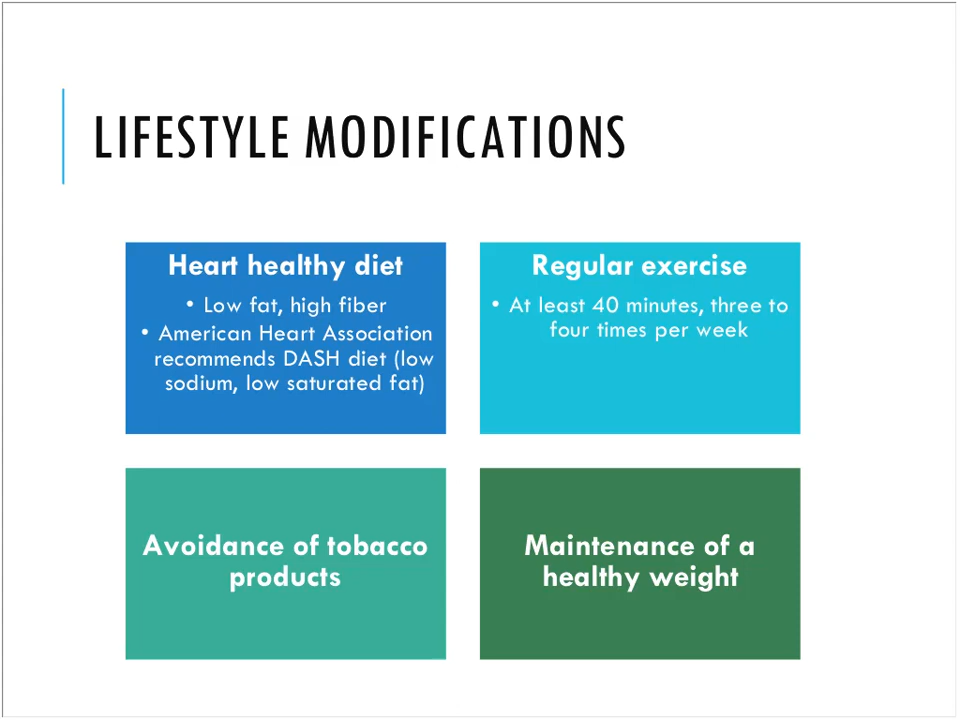 LIFESTYLE MODIFICATIONS
Heart healthy diet
• Low fat, high fiber
• American Heart Association
recommends DASH diet (low
sodium, low saturated fat)
Regular exercise
• At least 40 minutes, three to
four times per week
Avoidance of tobacco
products
Maintenance of a
healthy weight